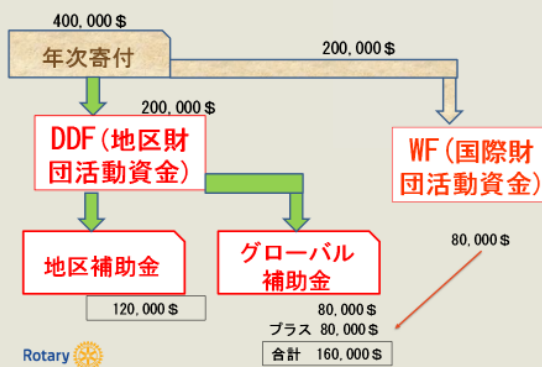 400,000$
年次寄付
200,000$
200,000$
DDF(地区財
団活動資金)
WF(国際財
団活動資金)
地区補助金
グローバル
補助金
80,000$
120,000$
80,000$
プラス 80,000$
合計 160,000$
Rotary